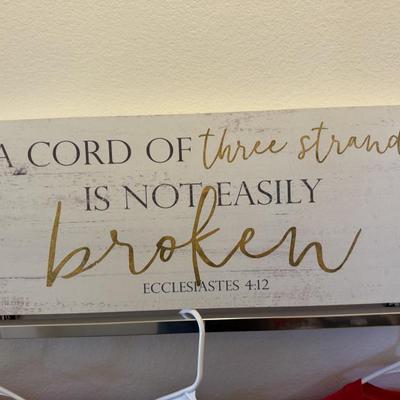 A CORD OF three strand
IS NOT EASILY
broken
ECCLESIASTES 4:12